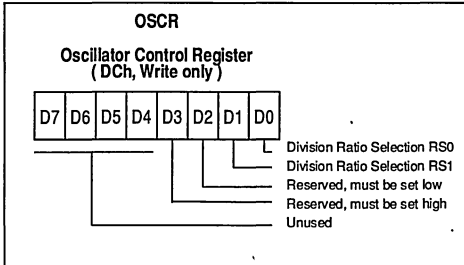 OSCR
Oscillator Control Register
( DCh, Write only )
D7 D6 D5 D4 D3 D2 D1 D0
Division Ratio Selection RS0
Division Ratio Selection RS1
Reserved, must be set low
Reserved, must be set high
Unused